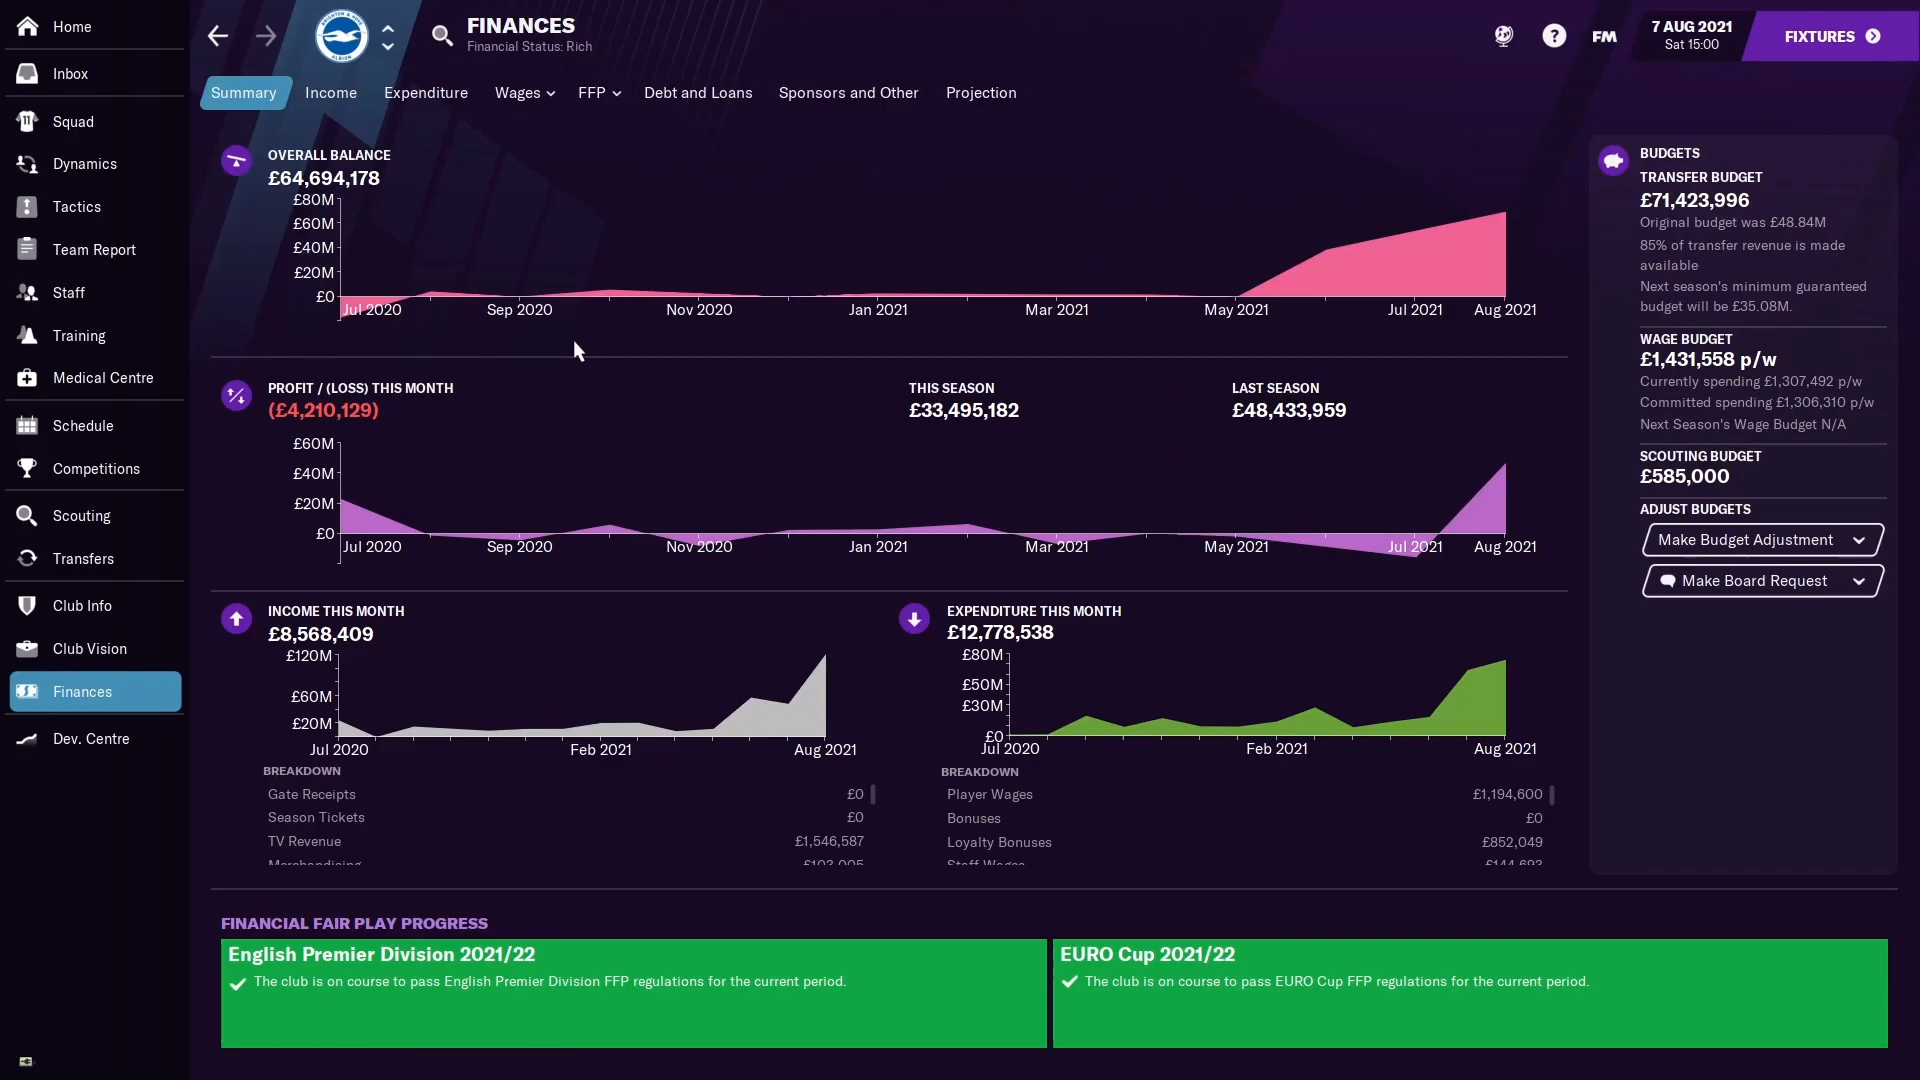 Home
Inbox
Squad
Dynamics
Tactics
Team Report
Staff
Training
Medical Centre
Schedule
Competitions
Scouting
Transfers
Club Info
Club Vision
Finances
Dev. Centre
FINANCES
Financial Status: Rich
FM
7 AUG 2021
Sat 15:00
FIXTURES
Summary Income Expenditure Wages FFP Debt and Loans Sponsors and Other Projection
OVERALL BALANCE
£64,694,178
£80M
£60M
£40M
£20M
£0
Jul 2020 Sep 2020 Nov 2020 Jan 2021 Mar 2021 May 2021 Jul 2021 Aug 2021
PROFIT / (LOSS) THIS MONTH
(£4,210,129)
THIS SEASON
£33,495,182
LAST SEASON
£48,433,959
£60M
£40M
£20M
£0
Jul 2020 Sep 2020 Nov 2020 Jan 2021 Mar 2021 May 2021 Jul 2021 Aug 2021
INCOME THIS MONTH
£8,568,409
£120M
£60M
£20M
Jul 2020 Feb 2021 Aug 2021
BREAKDOWN
Gate Receipts £0
Season Tickets £0
TV Revenue £1,546,587
Merchandising £103,005
EXPENDITURE THIS MONTH
£12,778,538
£80M
£50M
£30M
£0
Jul 2020 Feb 2021 Aug 2021
BREAKDOWN
Player Wages £1,194,600
Bonuses £0
Loyalty Bonuses £852,049
Staff Wages £144,693
BUDGETS
TRANSFER BUDGET
£71,423,996
Original budget was £48.84M
85% of transfer revenue is made
available
Next season's minimum guaranteed
budget will be £35.08M.
WAGE BUDGET
£1,431,558 p/w
Currently spending £1,307,492 p/w
Committed spending £1,306,310 p/w
Next Season's Wage Budget N/A
SCOUTING BUDGET
£585,000
ADJUST BUDGETS
Make Budget Adjustment
Make Board Request
FINANCIAL FAIR PLAY PROGRESS
English Premier Division 2021/22
The club is on course to pass English Premier Division FFP regulations for the current period.
EURO Cup 2021/22
The club is on course to pass EURO Cup FFP regulations for the current period.